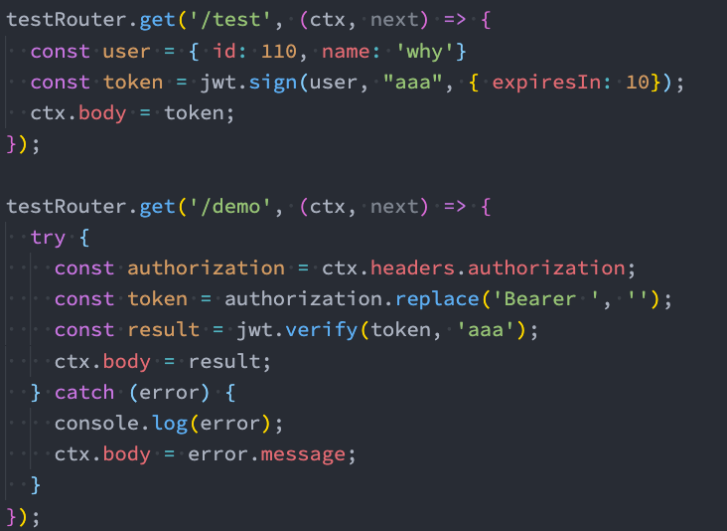 testRouter.get('/test', (ctx, next) => {
  const user = { id: 110, name: 'why'}
  const token = jwt.sign(user, "aaa", { expiresIn: 10});
  ctx.body = token;
});

testRouter.get('/demo', (ctx, next) => {
  try {
    const authorization = ctx.headers.authorization;
    const token = authorization.replace('Bearer ', '');
    const result = jwt.verify(token, 'aaa');
    ctx.body = result;
  } catch (error) {
    console.log(error);
    ctx.body = error.message;
  }
});